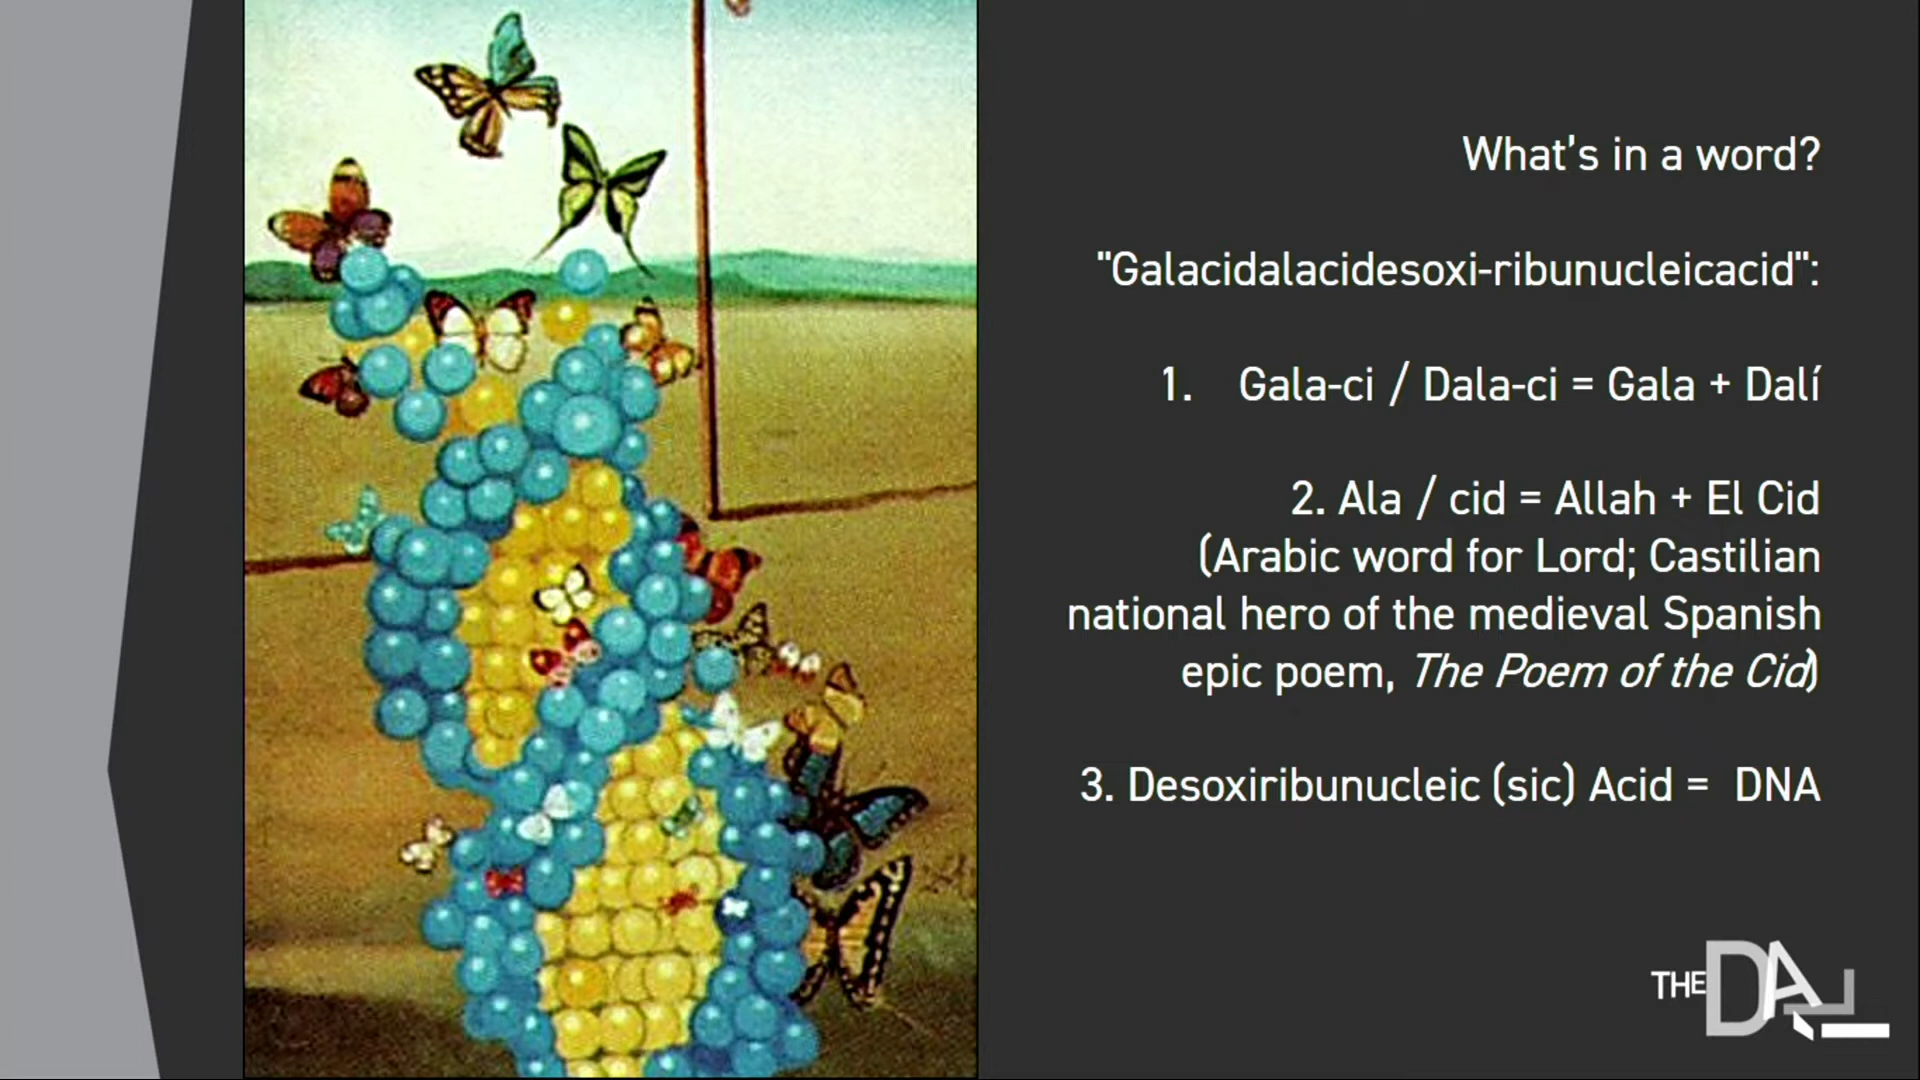 What's in a word?
"Galacidalacidesoxi-ribunucleicacid":
1. Gala-ci / Dala-ci = Gala + Dalí
2. Ala / cid = Allah + El Cid
(Arabic word for Lord; Castilian
national hero of the medieval Spanish
epic poem, The Poem of the Cid)
3. Desoxiribunucleic (sic) Acid = DNA
THE DALÍ